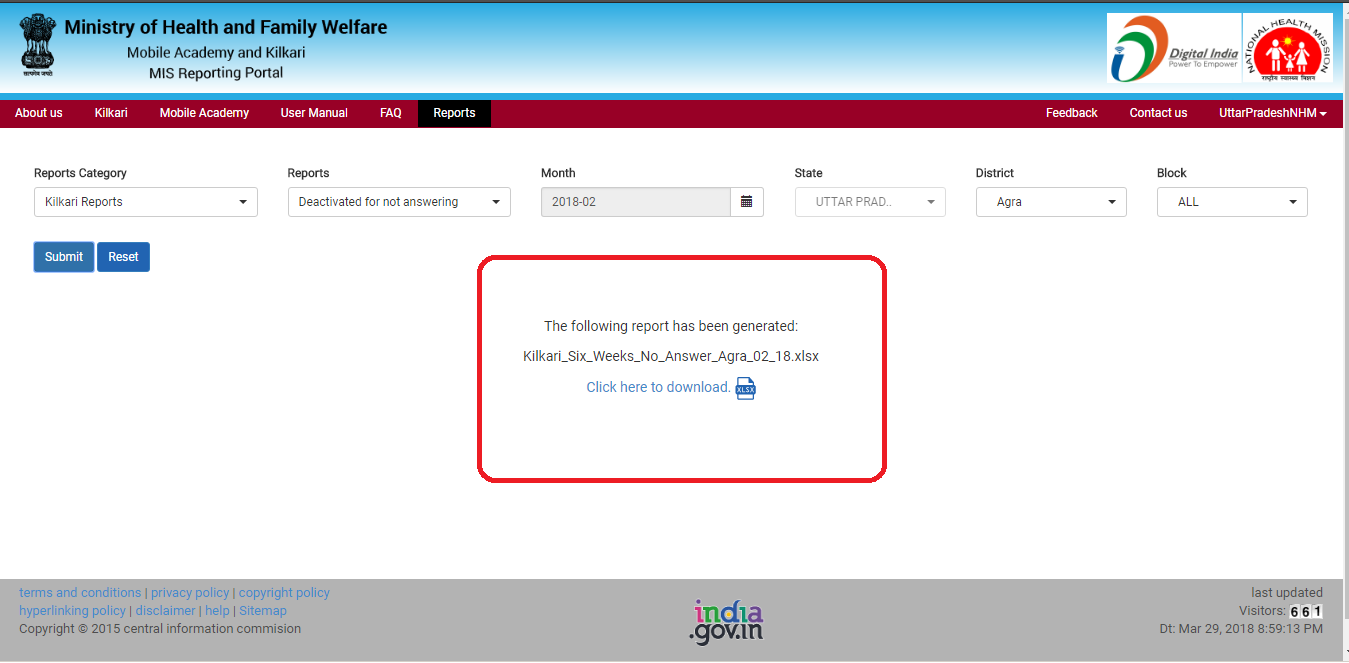 Ministry of Health and Family Welfare
Mobile Academy and Kilkari
MIS Reporting Portal
सत्यमेव जयते
Digital India
Power To Empower
NATIONAL HEALTH MISSION
राष्ट्रीय स्वास्थ्य मिशन
About us Kilkari Mobile Academy User Manual FAQ Reports Feedback Contact us UttarPradeshNHM
Reports Category Reports Month State District Block
Kilkari Reports Deactivated for not answering 2018-02 UTTAR PRAD.. Agra ALL
Submit Reset
The following report has been generated:
Kilkari_Six_Weeks_No_Answer_Agra_02_18.xlsx
Click here to download. XLSX
terms and conditions | privacy policy | copyright policy
hyperlinking policy | disclaimer | help | Sitemap
Copyright © 2015 central information commision
india
.gov.in
last updated
Visitors: 661
Dt: Mar 29, 2018 8:59:13 PM